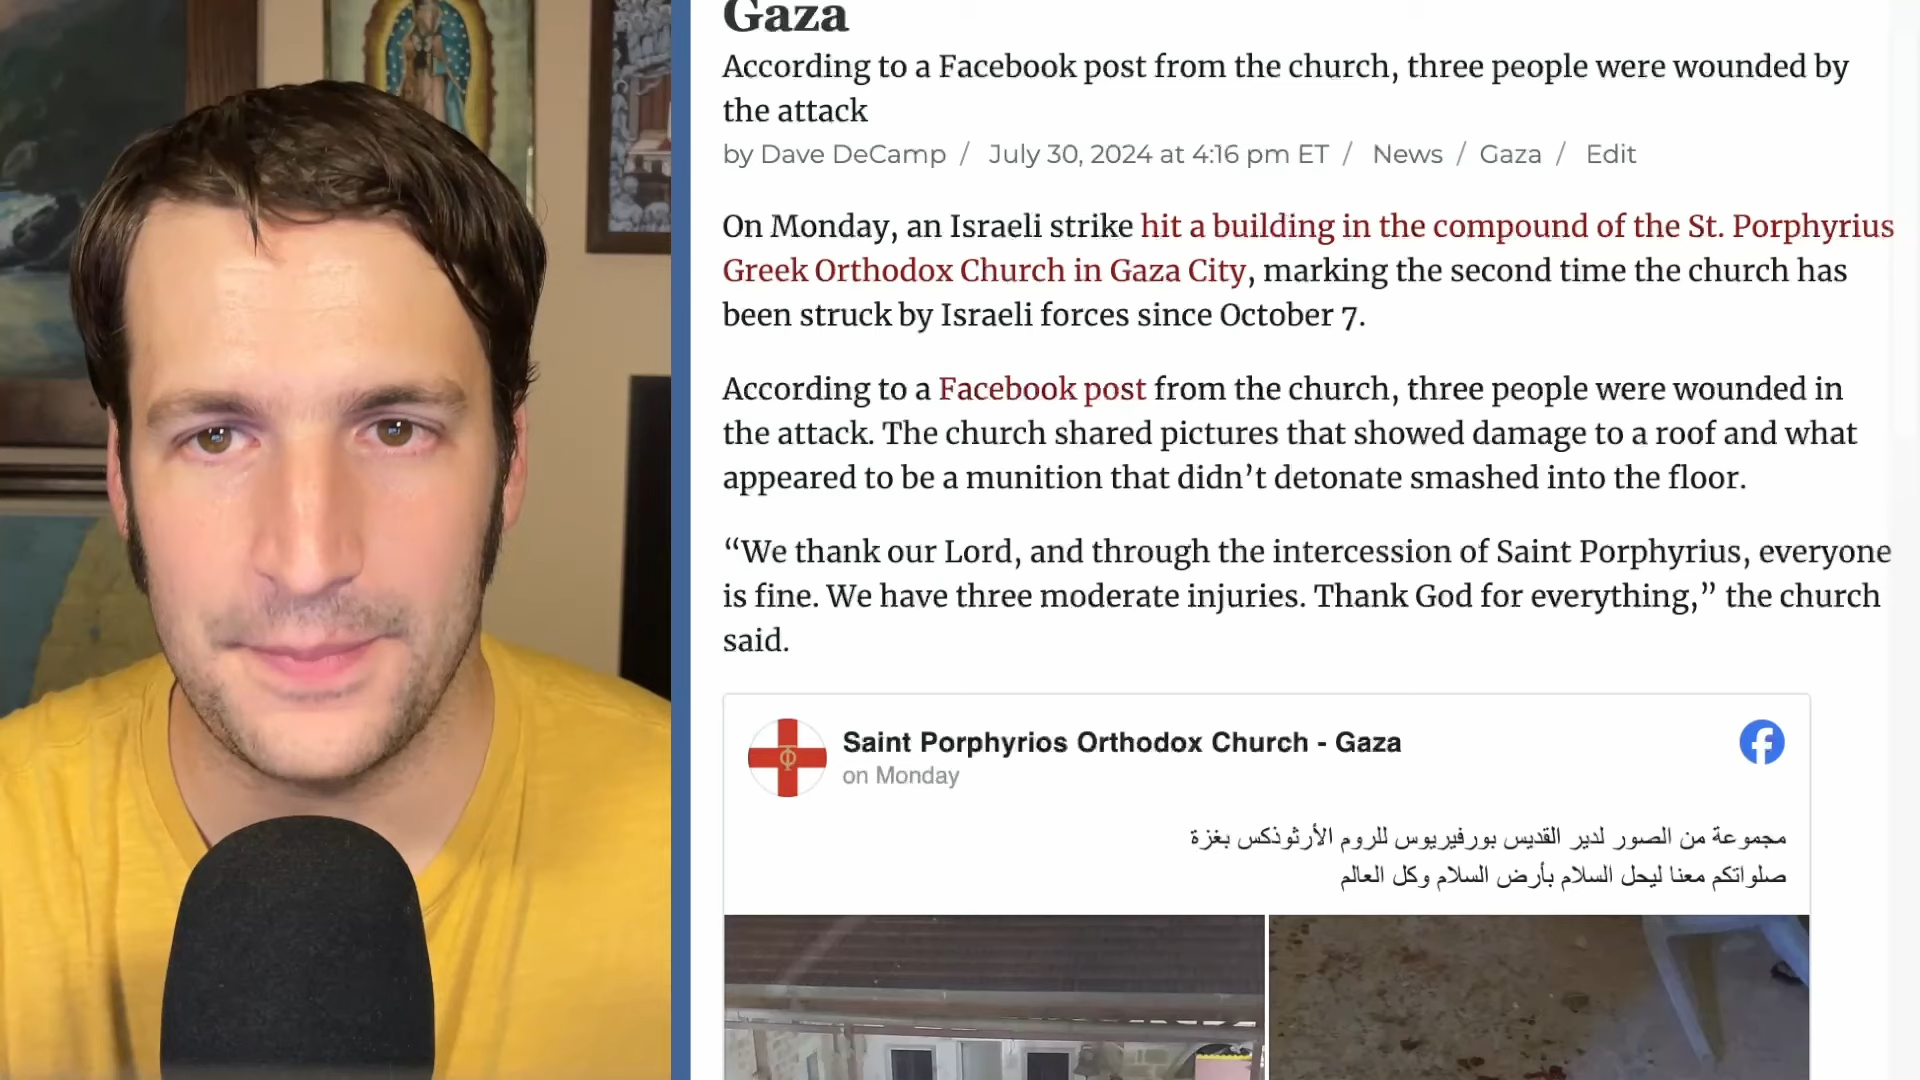 Gaza
According to a Facebook post from the church, three people were wounded by
the attack
by Dave DeCamp / July 30, 2024 at 4:16 pm ET / News / Gaza / Edit
On Monday, an Israeli strike hit a building in the compound of the St. Porphyrius
Greek Orthodox Church in Gaza City, marking the second time the church has
been struck by Israeli forces since October 7.
According to a Facebook post from the church, three people were wounded in
the attack. The church shared pictures that showed damage to a roof and what
appeared to be a munition that didn’t detonate smashed into the floor.
“We thank our Lord, and through the intercession of Saint Porphyrius, everyone
is fine. We have three moderate injuries. Thank God for everything,” the church
said.
Saint Porphyrios Orthodox Church - Gaza
on Monday
مجموعة من الصور لدير القديس بورفيريوس للروم الأرثوذكس بغزة
صلواتكم معنا ليحل السلام بأرض السلام وكل العالم